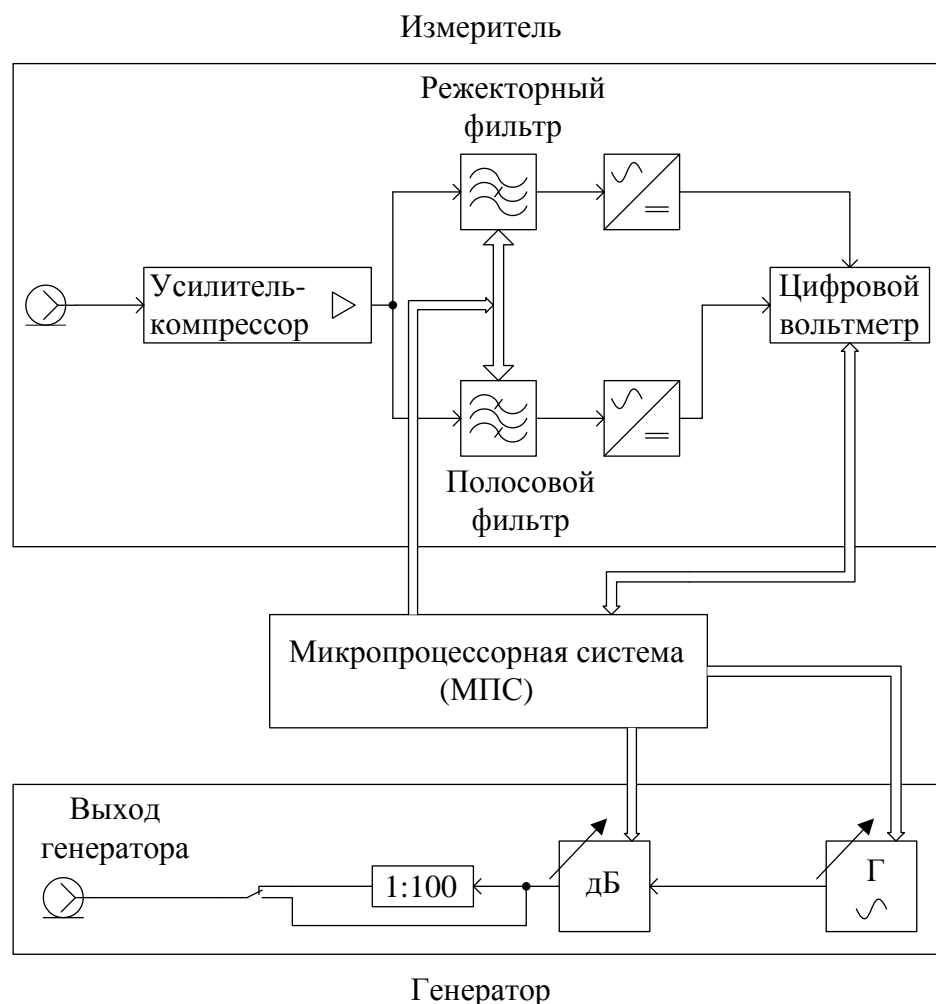 Измеритель
Режекторный
фильтр
Усилитель-
компрессор
Цифровой
вольтметр
Полосовой
фильтр
Микропроцессорная система
(МПС)
Выход
генератора
1:100
дБ
Г
Генератор